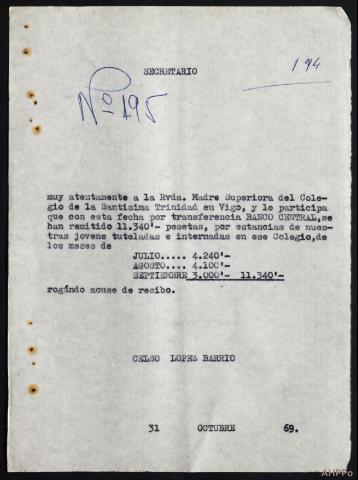 SECRETARIO
194
Nº 195
muy atentamente a la Rvda. Madre Superiora del Cole-
gio de la Santisima Trinidad en Vigo, y le participa
que con esta fecha por transferencia BANCO CENTRAL,se
han remitido 11.340'- pesetas, por estancias de nues-
tras jovene tuteladas e internadas en ese Colegio,de
los meses de
JULIO..... 4.240'-
AGOSTO.... 4.100'-
SEPTIEMBRE 3.000'- 11.340'-
rogándo acuse de recibo.
CELSO LOPEZ BARRIO
31 OCTUBRE 69.
AHPPo